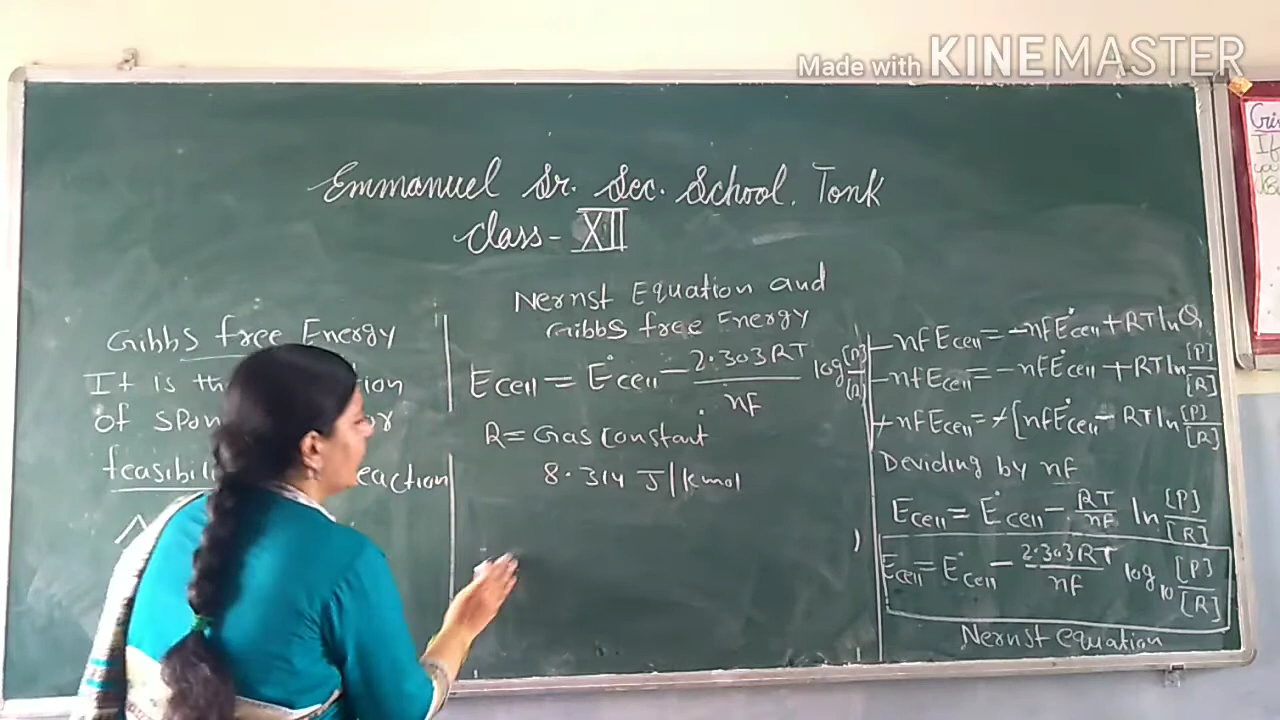 Made with KINEMASTER
Emmanuel Sr. Sec. School, Tonk
Class - XII
Nernst Equation and
Gibbs free Energy
Gibbs free Energy
It is the
of
feasibil eaction
Ecell = E°cell - 2.303RT/nF log
R = Gas Constant
8.314 J/kmol
-nfEcell = -nfE°cell + RT ln Q
-nfEcell = -nfE°cell + RT ln [P]/[R]
+nfEcell = +[nfE°cell - RT ln [P]/[R]
Deviding by nf
Ecell = E°cell - RT/nF ln [P]/[R]
Ecell = E°cell - 2.303RT/nF log10 [P]/[R]
Nernst equation
If